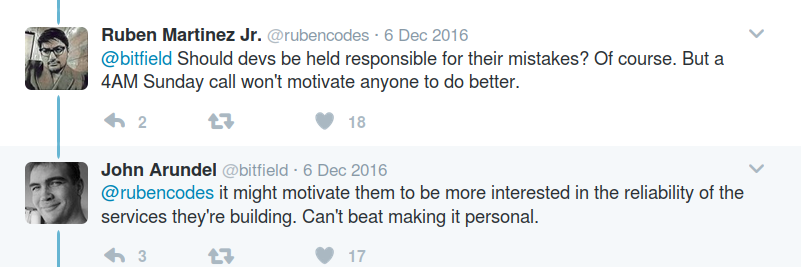 Ruben Martinez Jr. @rubencodes · 6 Dec 2016
@bitfield Should devs be held responsible for their mistakes? Of course. But a
4AM Sunday call won't motivate anyone to do better.
2 18
John Arundel @bitfield · 6 Dec 2016
@rubencodes it might motivate them to be more interested in the reliability of the
services they're building. Can't beat making it personal.
3 17